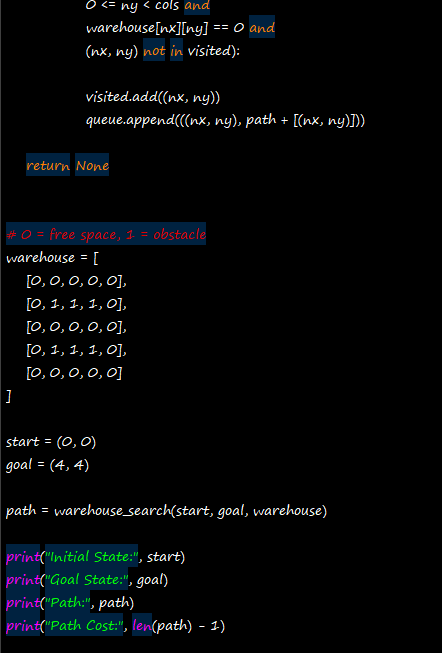 0 <= ny < cols and
warehouse[nx][ny] == 0 and
(nx, ny) not in visited):
visited.add((nx, ny))
queue.append(((nx, ny), path + [(nx, ny)]))
return None
# 0 = free space, 1 = obstacle
warehouse = [
[0, 0, 0, 0, 0],
[0, 1, 1, 1, 0],
[0, 0, 0, 0, 0],
[0, 1, 1, 1, 0],
[0, 0, 0, 0, 0]
]
start = (0, 0)
goal = (4, 4)
path = warehouse_search(start, goal, warehouse)
print("Initial State:", start)
print("Goal State:", goal)
print("Path:", path)
print("Path Cost:", len(path) - 1)